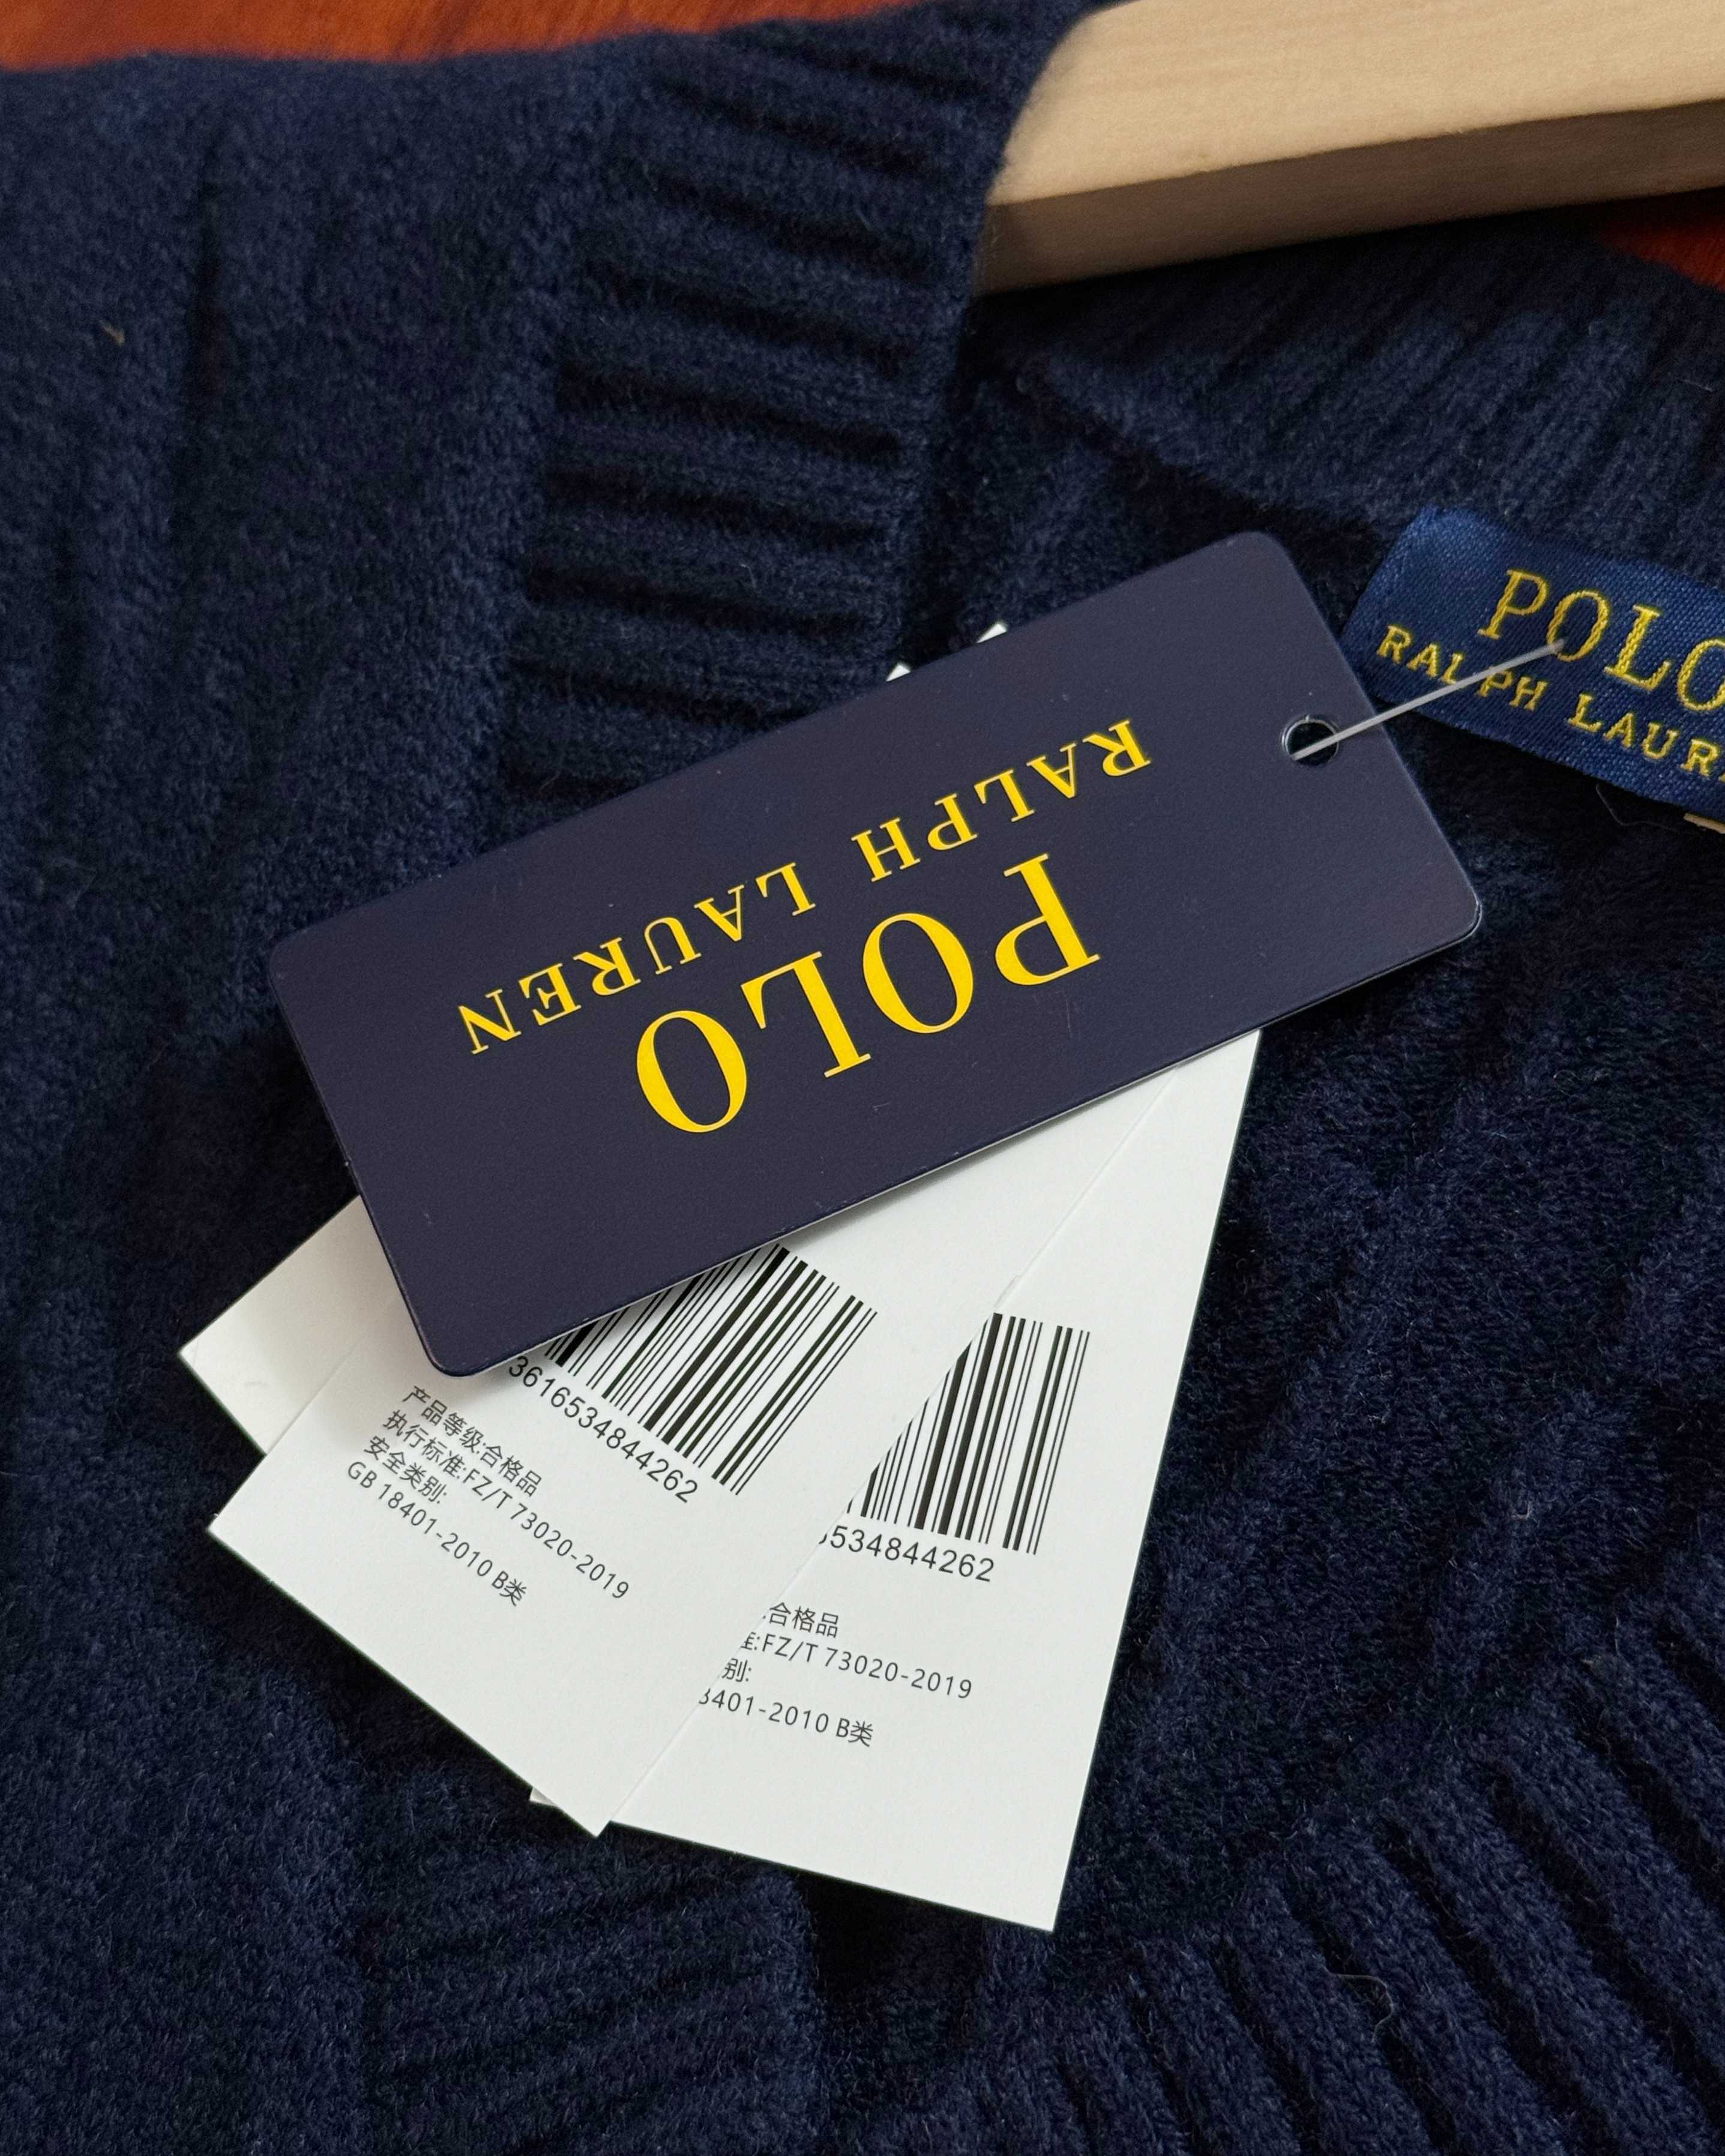 POLO
RALPH LAUREN
POLO
RALPH LAUR
3616534844262
产品等级:合格品
执行标准:FZ/T 73020-2019
安全类别:
GB 18401-2010 B类
534844262
合格品
:FZ/T 73020-2019
别:
401-2010 B类